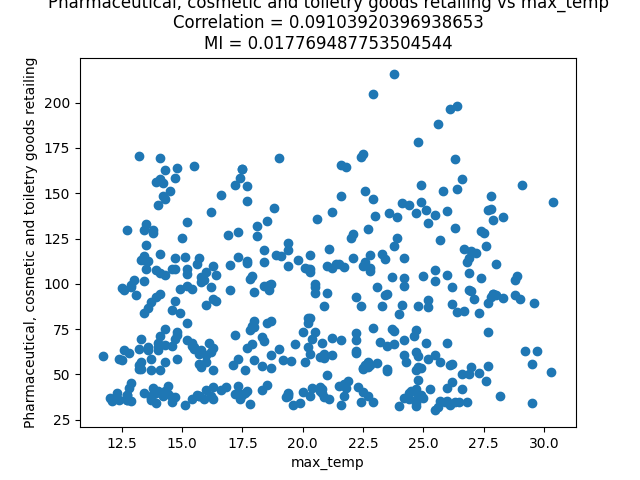 Pharmaceutical, cosmetic and toiletry goods retailing vs max_temp
Correlation = 0.09103920396938653
MI = 0.017769487753504544
Pharmaceutical, cosmetic and toiletry goods retailing
200
175
150
125
100
75
50
25
12.5 15.0 17.5 20.0 22.5 25.0 27.5 30.0
max_temp